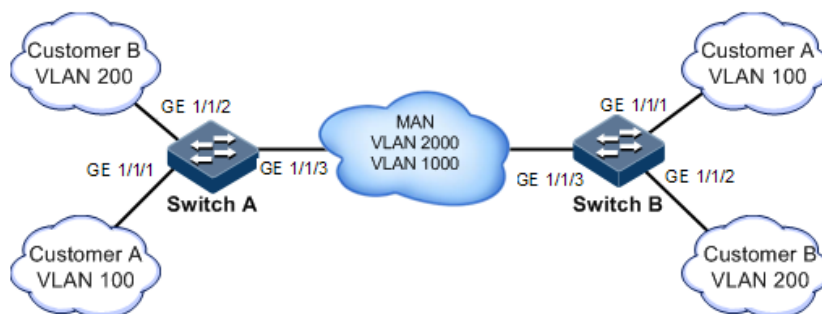 Customer B
VLAN 200
GE 1/1/2
GE 1/1/1
GE 1/1/3
Switch A
Customer A
VLAN 100
MAN
VLAN 2000
VLAN 1000
Customer A
VLAN 100
GE 1/1/1
GE 1/1/3
GE 1/1/2
Switch B
Customer B
VLAN 200